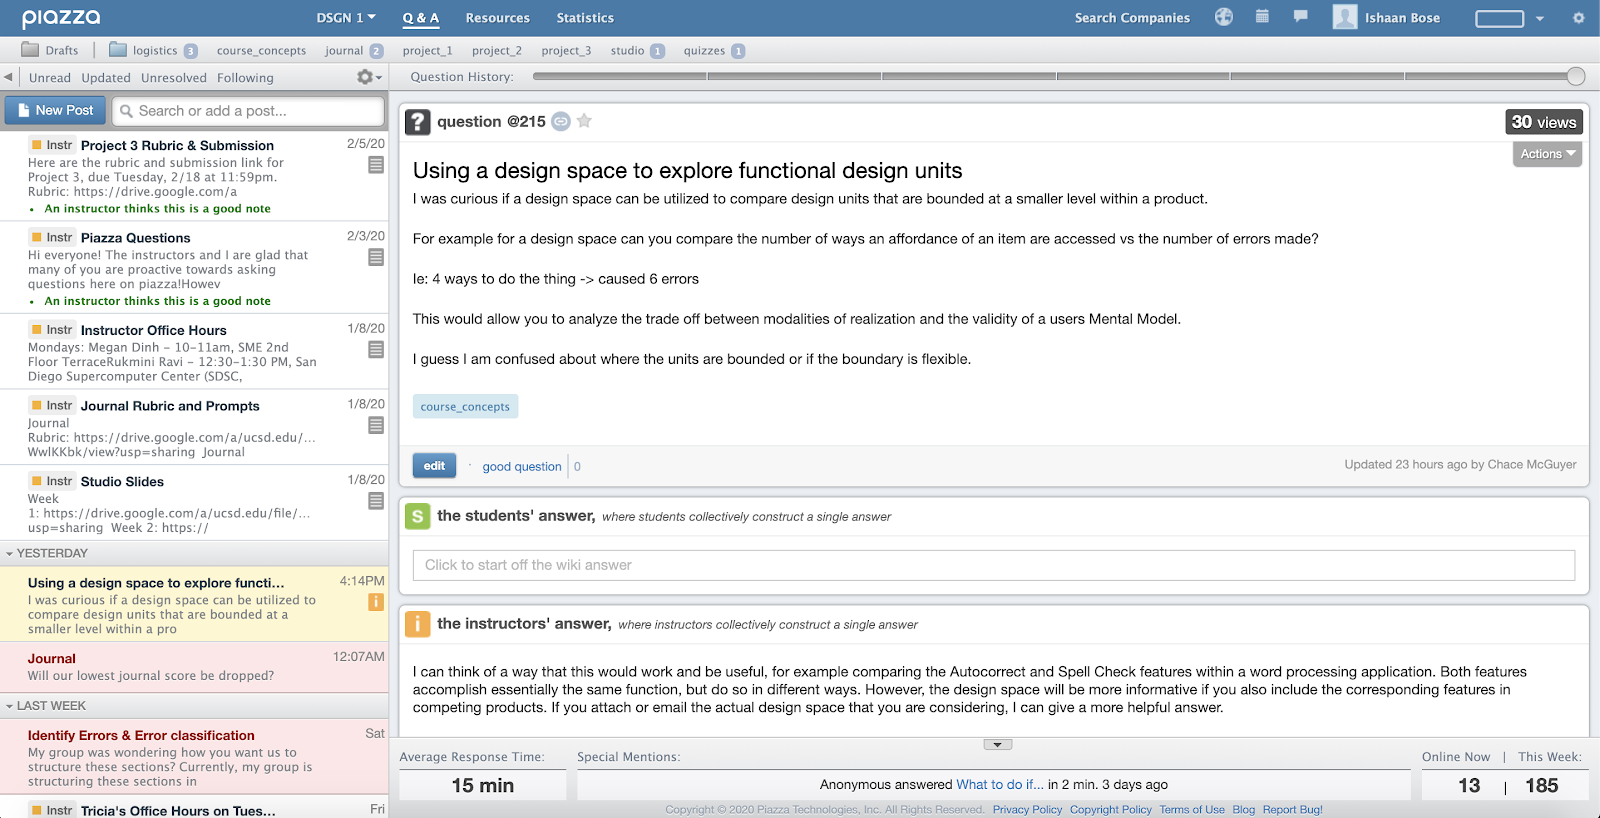 piazza
DSGN 1
Q & A
Resources
Statistics
Search Companies
Ishaan Bose
Drafts
logistics 3
course_concepts
journal 2
project_1
project_2
project_3
studio 1
quizzes 1
Unread Updated Unresolved Following
Question History:
New Post
Search or add a post...
Instr Project 3 Rubric & Submission 2/5/20
Here are the rubric and submission link for
Project 3, due Tuesday, 2/18 at 11:59pm.
Rubric: https://drive.google.com/a
• An instructor thinks this is a good note
Instr Piazza Questions 2/3/20
Hi everyone! The instructors and I are glad that
many of you are proactive towards asking
questions here on piazza!Howev
• An instructor thinks this is a good note
Instr Instructor Office Hours 1/8/20
Mondays: Megan Dinh – 10–11am, SME 2nd
Floor TerraceRukmini Ravi – 12:30–1:30 PM, San
Diego Supercomputer Center (SDSC,
Instr Journal Rubric and Prompts 1/8/20
Journal
Rubric: https://drive.google.com/a/ucsd.edu/...
WwlKKbk/view?usp=sharing Journal
Instr Studio Slides 1/8/20
Week
1: https://drive.google.com/a/ucsd.edu/file/...
usp=sharing Week 2: https://
YESTERDAY
Using a design space to explore functi... 4:14PM
I was curious if a design space can be utilized to
compare design units that are bounded at a
smaller level within a pro
i
Journal 12:07AM
Will our lowest journal score be dropped?
LAST WEEK
Identify Errors & Error classification Sat
My group was wondering how you want us to
structure these sections? Currently, my group is
structuring these sections in
Instr Tricia's Office Hours on Tues... Fri
? question @215
30 views
Actions
Using a design space to explore functional design units
I was curious if a design space can be utilized to compare design units that are bounded at a smaller level within a product.
For example for a design space can you compare the number of ways an affordance of an item are accessed vs the number of errors made?
Ie: 4 ways to do the thing -> caused 6 errors
This would allow you to analyze the trade off between modalities of realization and the validity of a users Mental Model.
I guess I am confused about where the units are bounded or if the boundary is flexible.
course_concepts
edit · good question 0
Updated 23 hours ago by Chace McGuyer
S the students' answer, where students collectively construct a single answer
Click to start off the wiki answer
i the instructors' answer, where instructors collectively construct a single answer
I can think of a way that this would work and be useful, for example comparing the Autocorrect and Spell Check features within a word processing application. Both features
accomplish essentially the same function, but do so in different ways. However, the design space will be more informative if you also include the corresponding features in
competing products. If you attach or email the actual design space that you are considering, I can give a more helpful answer.
Average Response Time:
15 min
Special Mentions:
Anonymous answered What to do if... in 2 min. 3 days ago
Online Now | This Week:
13 | 185
Copyright © 2020 Piazza Technologies, Inc. All Rights Reserved. Privacy Policy Copyright Policy Terms of Use Blog Report Bug!